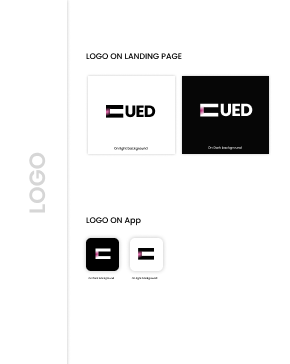 LOGO ON LANDING PAGE
UED
UED
On light background
On Dark background
LOGO
LOGO ON App
On Dark background
On light background